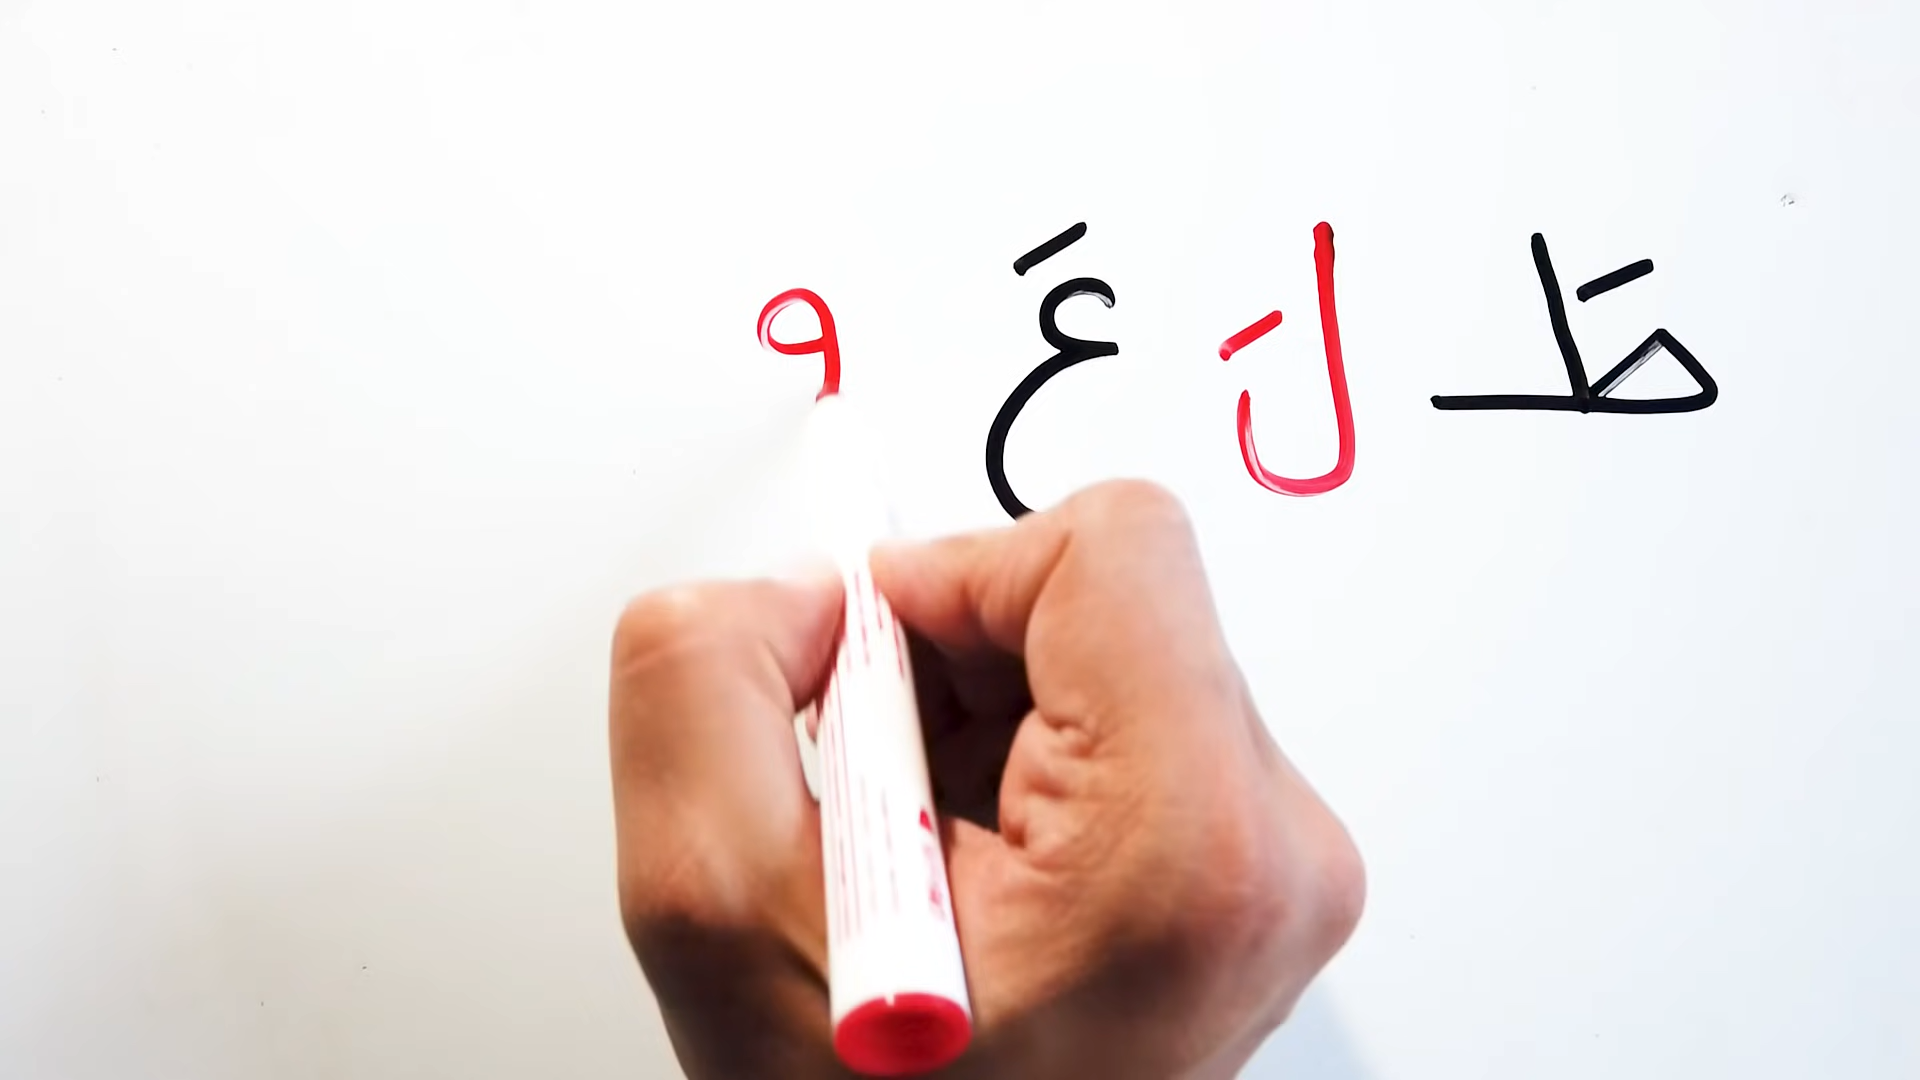 طَ لَ عَ و